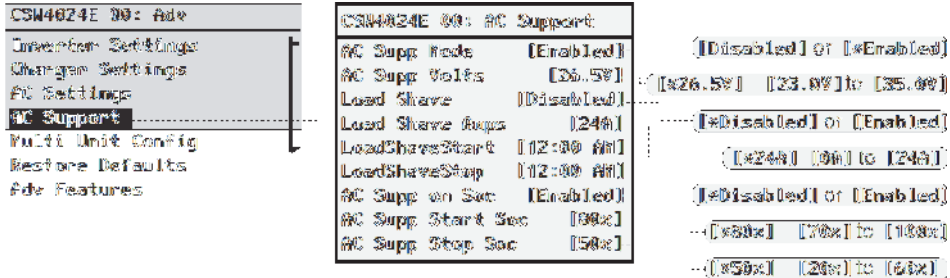 CSW4024E 00: Adv
Inverter Settings
Charger Settings
AC Settings
AC Support
Multi Unit Config
Restore Defaults
Adv Features
CSW4024E 00: AC Support
AC Supp Mode [Enabled]
AC Supp Volts [26.5V]
Load Shave [Disabled]
Load Shave Amps [24A]
LoadShaveStart [12:00 AM]
LoadShaveStop [12:00 AM]
AC Supp on Soc [Enabled]
AC Supp Start Soc [80%]
AC Supp Stop Soc [50%]
[Disabled] or [*Enabled]
[*26.5V] [23.0V] to [35.0V]
[*Disabled] or [Enabled]
[*24A] [0A] to [24A]
[*Disabled] or [Enabled]
[*80%] [70%] to [100%]
[*50%] [20%] to [60%]